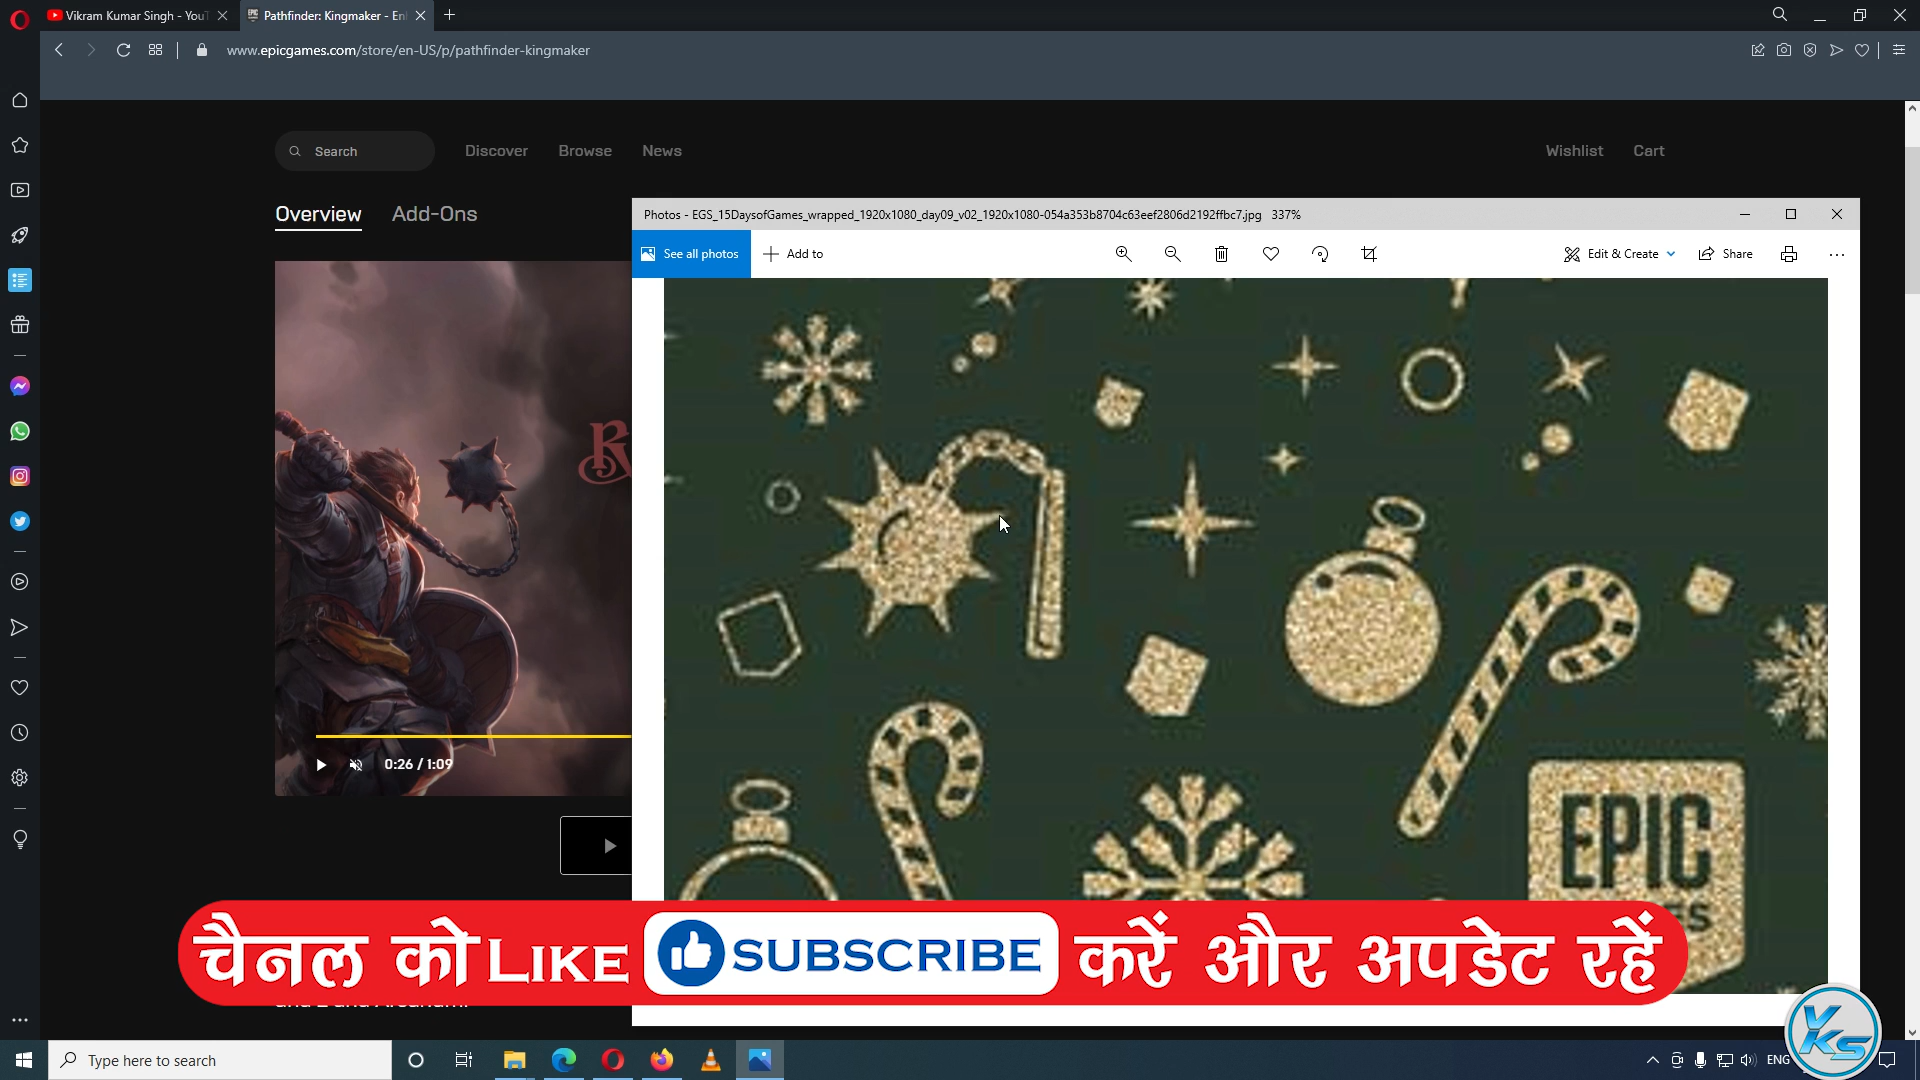 Vikram Kumar Singh - YouT
Pathfinder: Kingmaker - En
www.epicgames.com/store/en-US/p/pathfinder-kingmaker
Search
Discover
Browse
News
Wishlist
Cart
Overview
Add-Ons
Photos - EGS_15DaysofGames_wrapped_1920x1080_day09_v02_1920x1080-054a353b8704c63eef2806d2192ffbc7.jpg 337%
See all photos
Add to
Edit & Create
Share
R
0:26 / 1:09
EPIC
चैनल को LIKE SUBSCRIBE करें और अपडेट रहें
Type here to search
ENG
VKS